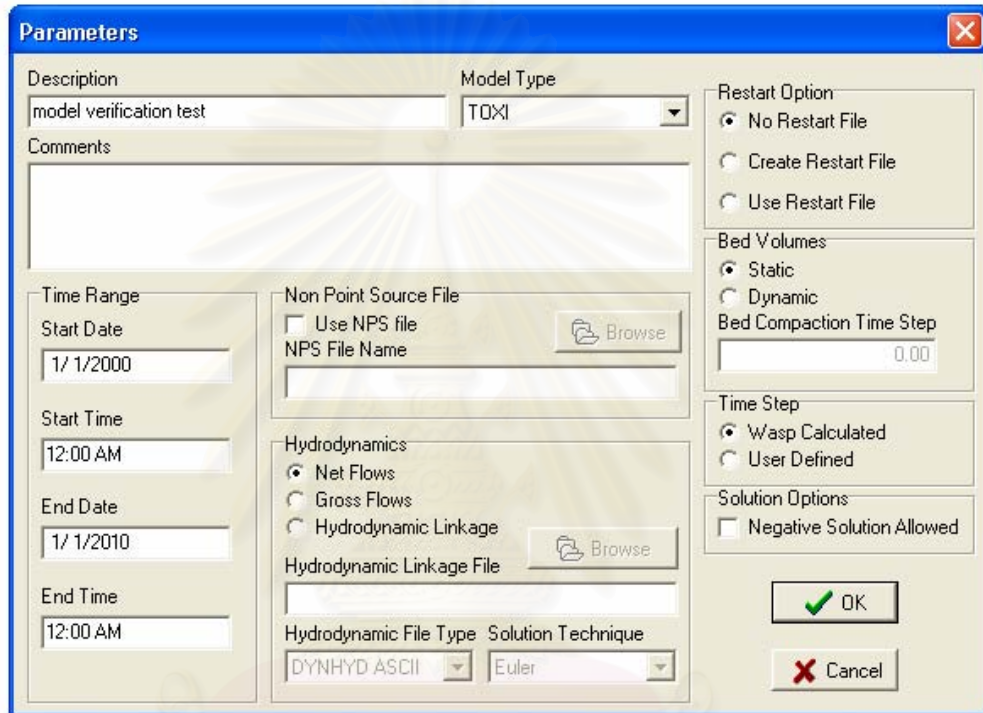 Parameters
Description
model verification test
Model Type
TOXI
Comments
Time Range
Start Date
1/ 1/2000
Start Time
12:00 AM
End Date
1/ 1/2010
End Time
12:00 AM
Non Point Source File
Use NPS file
Browse
NPS File Name
Hydrodynamics
Net Flows
Gross Flows
Hydrodynamic Linkage
Browse
Hydrodynamic Linkage File
Hydrodynamic File Type
DYNHYD ASCII
Solution Technique
Euler
Restart Option
No Restart File
Create Restart File
Use Restart File
Bed Volumes
Static
Dynamic
Bed Compaction Time Step
0.00
Time Step
Wasp Calculated
User Defined
Solution Options
Negative Solution Allowed
OK
Cancel